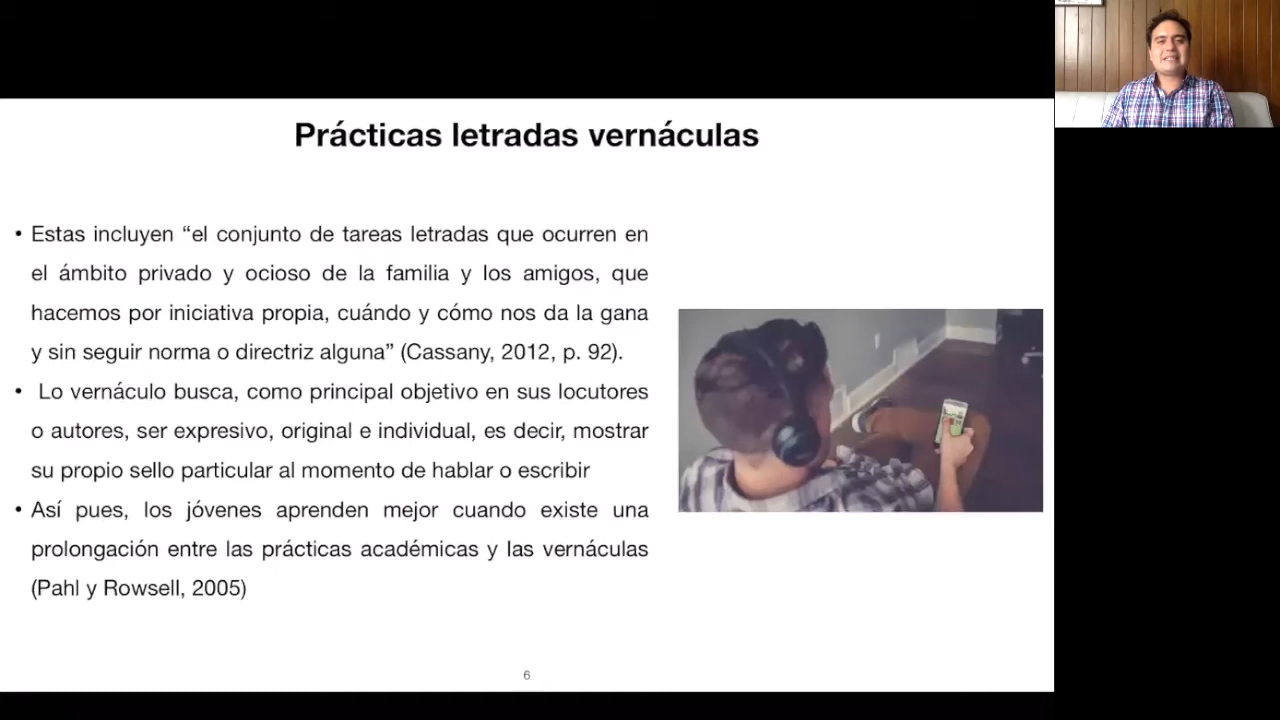 Prácticas letradas vernáculas
• Estas incluyen “el conjunto de tareas letradas que ocurren en
el ámbito privado y ocioso de la familia y los amigos, que
hacemos por iniciativa propia, cuándo y cómo nos da la gana
y sin seguir norma o directriz alguna” (Cassany, 2012, p. 92).
• Lo vernáculo busca, como principal objetivo en sus locutores
o autores, ser expresivo, original e individual, es decir, mostrar
su propio sello particular al momento de hablar o escribir
• Así pues, los jóvenes aprenden mejor cuando existe una
prolongación entre las prácticas académicas y las vernáculas
(Pahl y Rowsell, 2005)
6